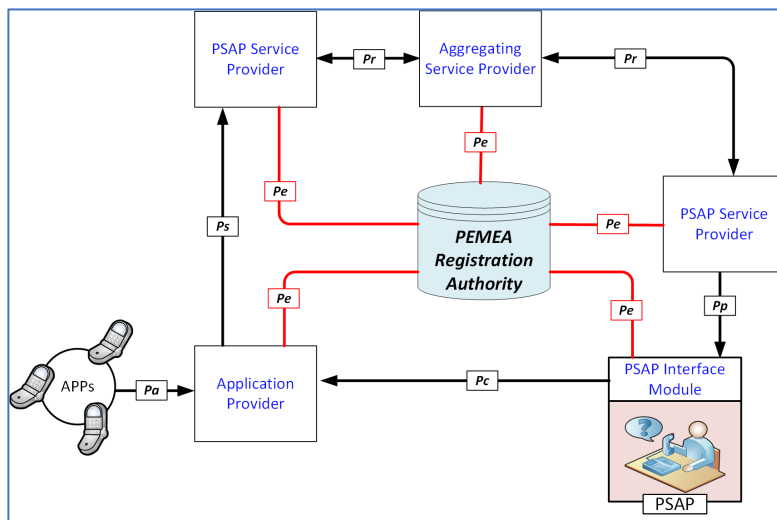 PSAP Service
Provider
Pr
Aggregating
Service Provider
Pr
Pe
Pe
PEMEA
Registration
Authority
Pe
PSAP Service
Provider
Ps
Pe
Pe
Pp
APPs
Pa
Application
Provider
Pc
PSAP Interface
Module
?
PSAP